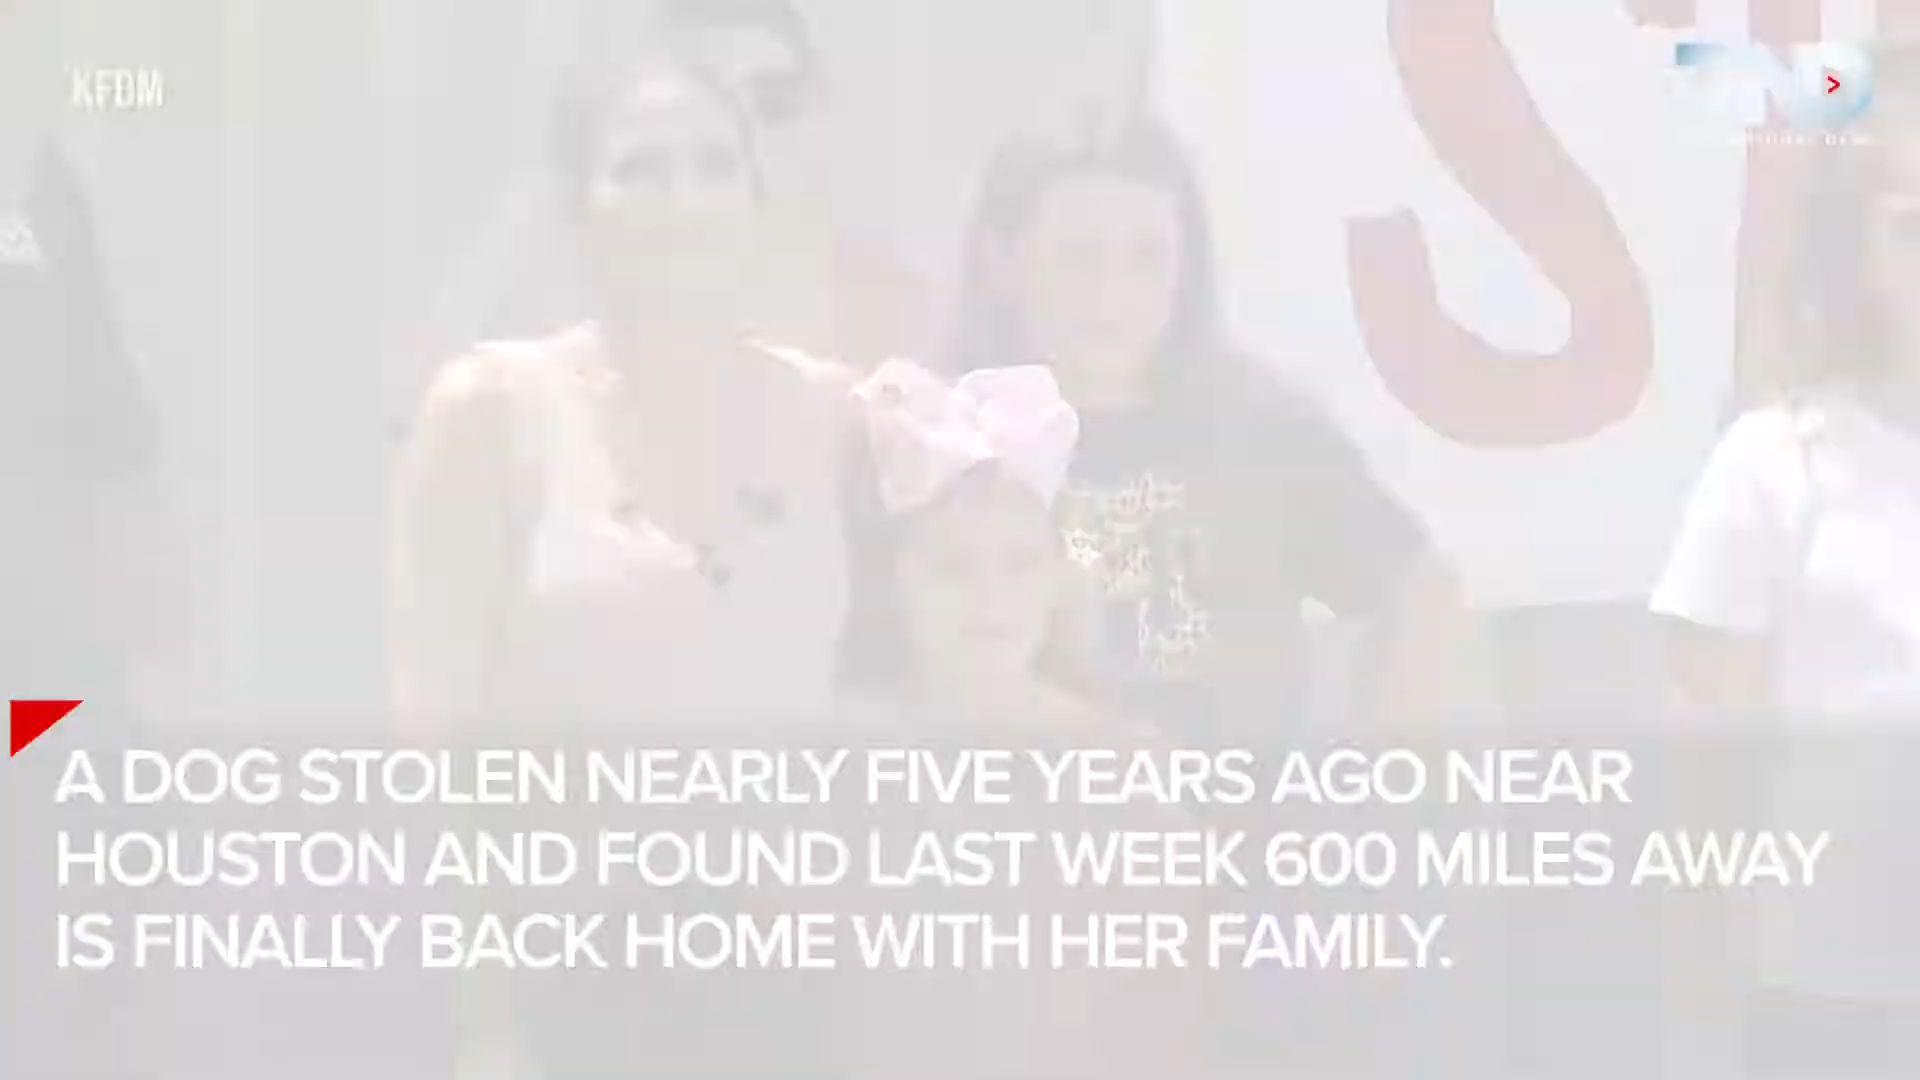 KFDM
A DOG STOLEN NEARLY FIVE YEARS AGO NEAR
HOUSTON AND FOUND LAST WEEK 600 MILES AWAY
IS FINALLY BACK HOME WITH HER FAMILY.